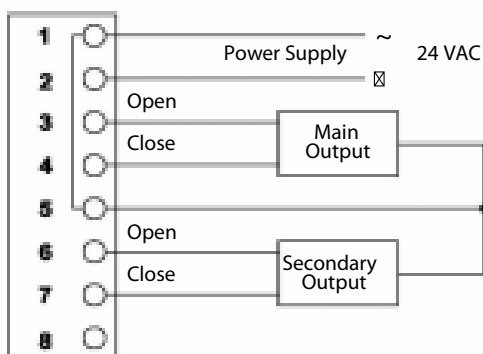 1 ~
Power Supply 24 VAC
2
Open
3
Main
Close
Output
4
5
Open
6
Close
Secondary
7
Output
8